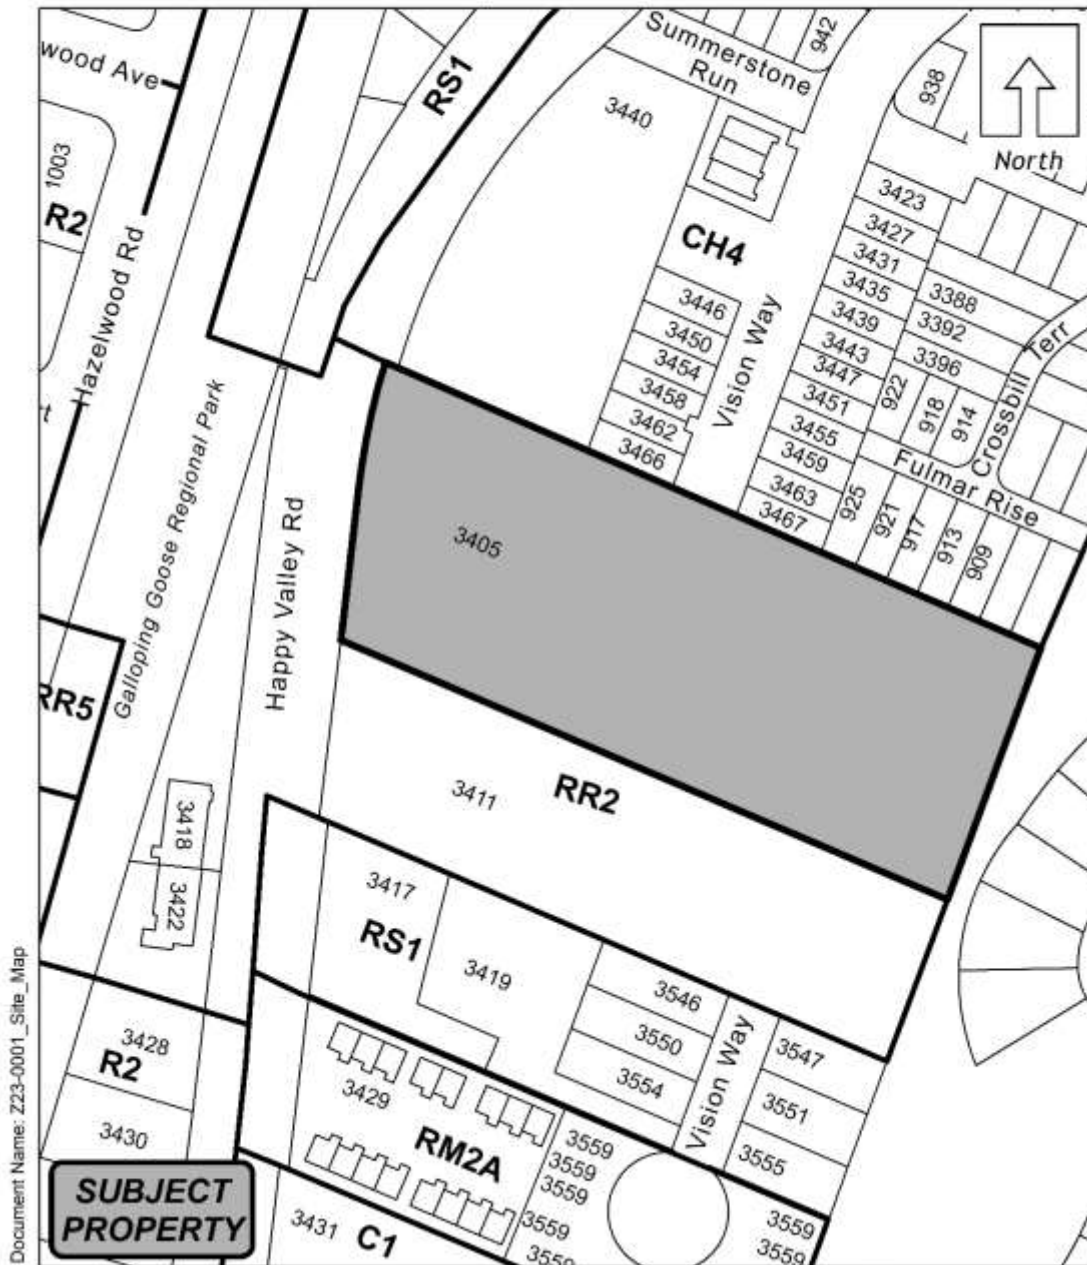 wood Ave
Summerstone
Run
942
938
North
RS1
3440
1003
R2
Hazelwood Rd
CH4
3423
3427
3431
3435
3439
3443
3447
3451
3455
3459
3463
3467
3388
3392
3396
922
918
914
Crossbill Terr
Fulmar Rise
925
921
917
913
909
3446
3450
3454
3458
3462
3466
Vision Way
t
Galloping Goose Regional Park
Happy Valley Rd
3405
RR5
RR2
3411
3418
3422
3417
RS1
3419
3546
3550
3554
Vision Way
3547
3551
3555
3428
R2
3430
3429
RM2A
3559
3559
3559
3559
3559
3559
3559
3431
C1
SUBJECT
PROPERTY
Document Name: Z23-0001_Site_Map